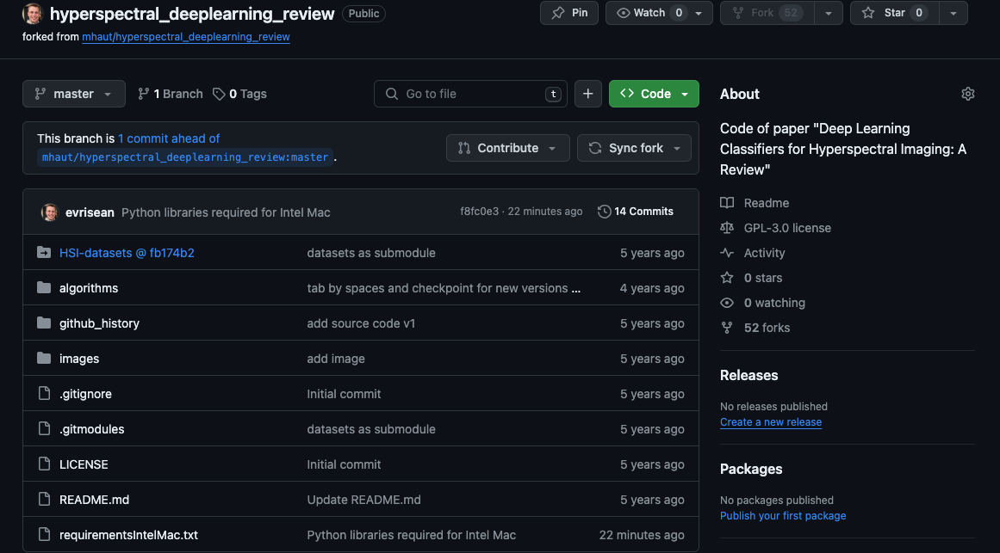 hyperspectral_deeplearning_review Public Pin Watch 0 Fork 52 Star 0
forked from mhaut/hyperspectral_deeplearning_review
master 1 Branch 0 Tags Go to file t + Code
This branch is 1 commit ahead of
mhaut/hyperspectral_deeplearning_review:master .
Contribute Sync fork
evrisean Python libraries required for Intel Mac f8fc0e3 · 22 minutes ago 14 Commits
HSI-datasets @ fb174b2 datasets as submodule 5 years ago
algorithms tab by spaces and checkpoint for new versions ... 4 years ago
github_history add source code v1 5 years ago
images add image 5 years ago
.gitignore Initial commit 5 years ago
.gitmodules datasets as submodule 5 years ago
LICENSE Initial commit 5 years ago
README.md Update README.md 5 years ago
requirementsIntelMac.txt Python libraries required for Intel Mac 22 minutes ago
About
Code of paper "Deep Learning
Classifiers for Hyperspectral Imaging: A
Review"
Readme
GPL-3.0 license
Activity
0 stars
0 watching
52 forks
Releases
No releases published
Create a new release
Packages
No packages published
Publish your first package